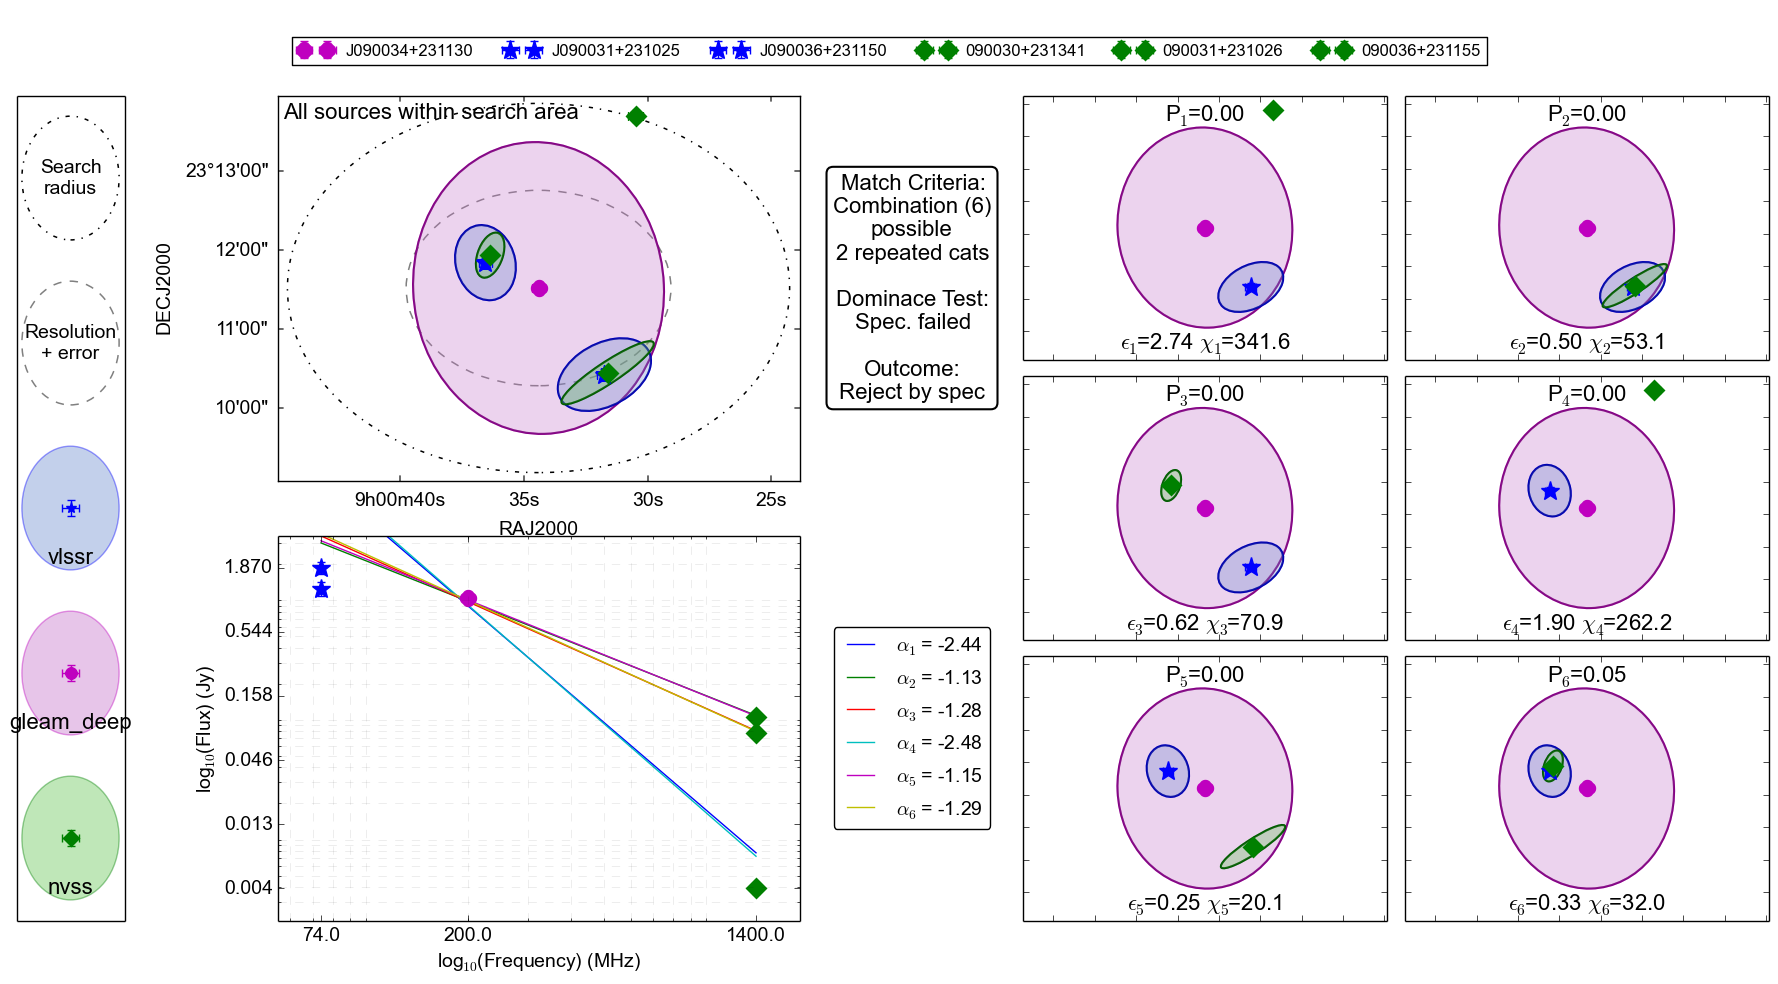 J090034+231130
J090031+231025
J090036+231150
090030+231341
090031+231026
090036+231155
Search
radius
Resolution
+ error
vlssr
gleam_deep
nvss
All sources within search area
23°13'00"
12'00"
11'00"
10'00"
DECJ2000
9h00m40s
35s
30s
25s
RAJ2000
Match Criteria:
Combination (6)
possible
2 repeated cats
Dominace Test:
Spec. failed
Outcome:
Reject by spec
1.870
0.544
0.158
0.046
0.013
0.004
log10(Flux) (Jy)
74.0
200.0
1400.0
log10(Frequency) (MHz)
α1 = -2.44
α2 = -1.13
α3 = -1.28
α4 = -2.48
α5 = -1.15
α6 = -1.29
P1=0.00
ϵ1=2.74 χ1=341.6
P2=0.00
ϵ2=0.50 χ2=53.1
P3=0.00
ϵ3=0.62 χ3=70.9
P4=0.00
ϵ4=1.90 χ4=262.2
P5=0.00
ϵ5=0.25 χ5=20.1
P6=0.05
ϵ6=0.33 χ6=32.0